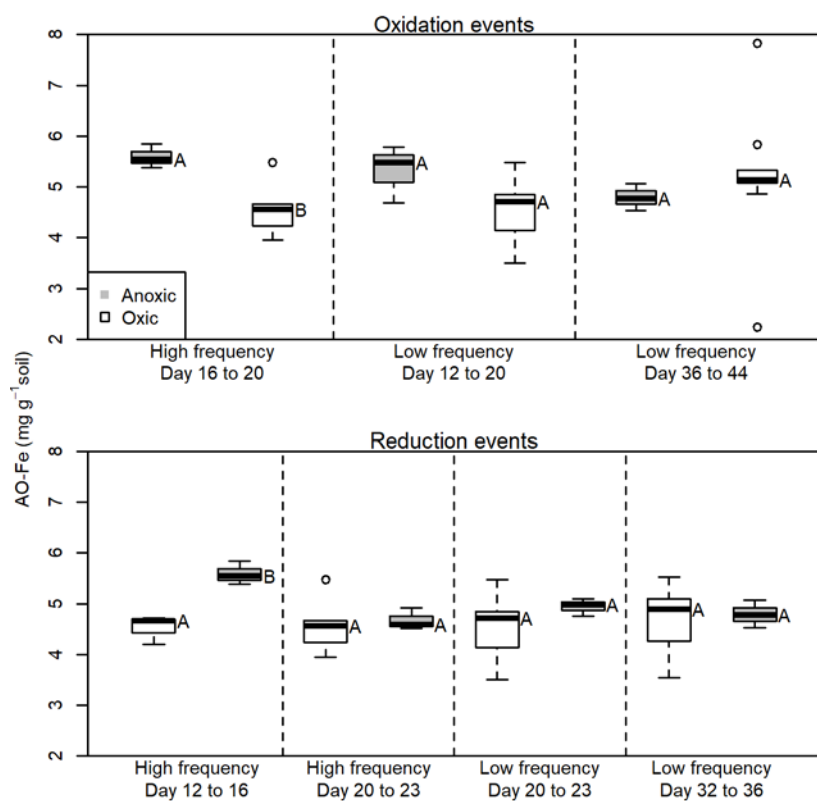 Oxidation events
8
7
6
5
4
3
2
A
B
A
A
A
A
Anoxic
Oxic
High frequency
Day 16 to 20
Low frequency
Day 12 to 20
Low frequency
Day 36 to 44
AO-Fe (mg g⁻¹soil)
Reduction events
8
7
6
5
4
3
2
A
B
A
A
A
A
A
A
High frequency
Day 12 to 16
High frequency
Day 20 to 23
Low frequency
Day 20 to 23
Low frequency
Day 32 to 36